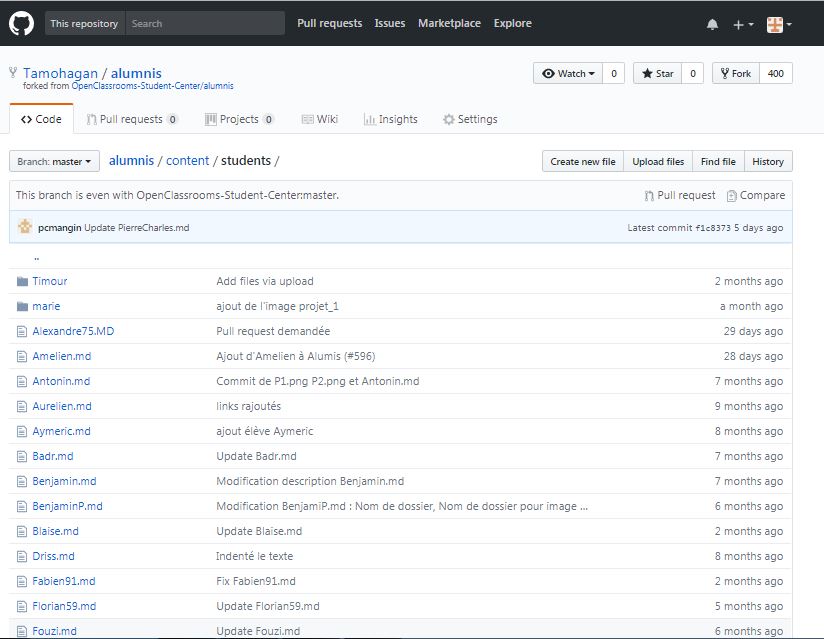 This repository Search Pull requests Issues Marketplace Explore
Tamohagan / alumnis Watch 0 Star 0 Fork 400
forked from OpenClassrooms-Student-Center/alumnis
Code Pull requests 0 Projects 0 Wiki Insights Settings
Branch: master alumnis / content / students / Create new file Upload files Find file History
This branch is even with OpenClassrooms-Student-Center:master. Pull request Compare
pcmangin Update PierreCharles.md Latest commit f1c8373 5 days ago
..
Timour Add files via upload 2 months ago
marie ajout de l'image projet_1 a month ago
Alexandre75.MD Pull request demandée 29 days ago
Amelien.md Ajout d'Amelien à Alumis (#596) 28 days ago
Antonin.md Commit de P1.png P2.png et Antonin.md 7 months ago
Aurelien.md links rajoutés 9 months ago
Aymeric.md ajout élève Aymeric 8 months ago
Badr.md Update Badr.md 7 months ago
Benjamin.md Modification description Benjamin.md 7 months ago
BenjaminP.md Modification BenjamiP.md : Nom de dossier, Nom de dossier pour image ... 6 months ago
Blaise.md Update Blaise.md 2 months ago
Driss.md Indenté le texte 8 months ago
Fabien91.md Fix Fabien91.md 2 months ago
Florian59.md Update Florian59.md 5 months ago
Fouzi.md Update Fouzi.md 6 months ago